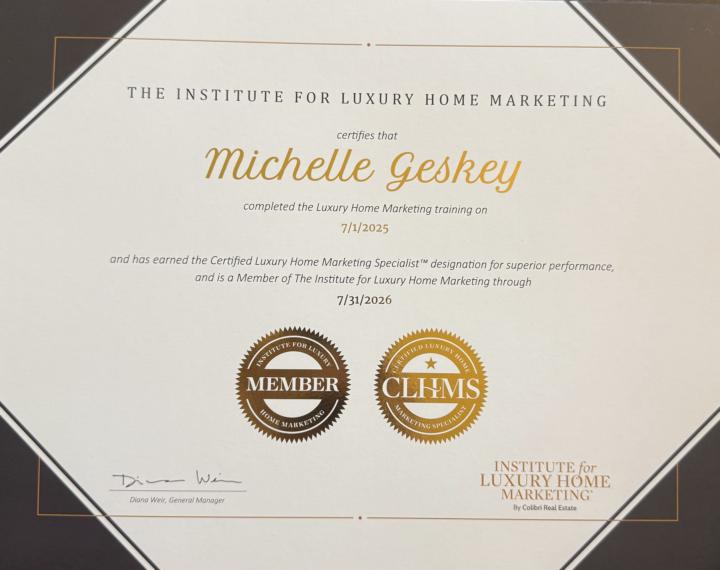 THE INSTITUTE FOR LUXURY HOME MARKETING
certifies that
Michelle Geskey
completed the Luxury Home Marketing training on
7/1/2025
and has earned the Certified Luxury Home Marketing Specialist™ designation for superior performance,
and is a Member of The Institute for Luxury Home Marketing through
7/31/2026
INSTITUTE FOR LUXURY
MEMBER
HOME MARKETING
CERTIFIED LUXURY HOME
CLHMS
MARKETING SPECIALIST
Diana Weir
Diana Weir, General Manager
INSTITUTE for
LUXURY HOME
MARKETING®
By Colibri Real Estate